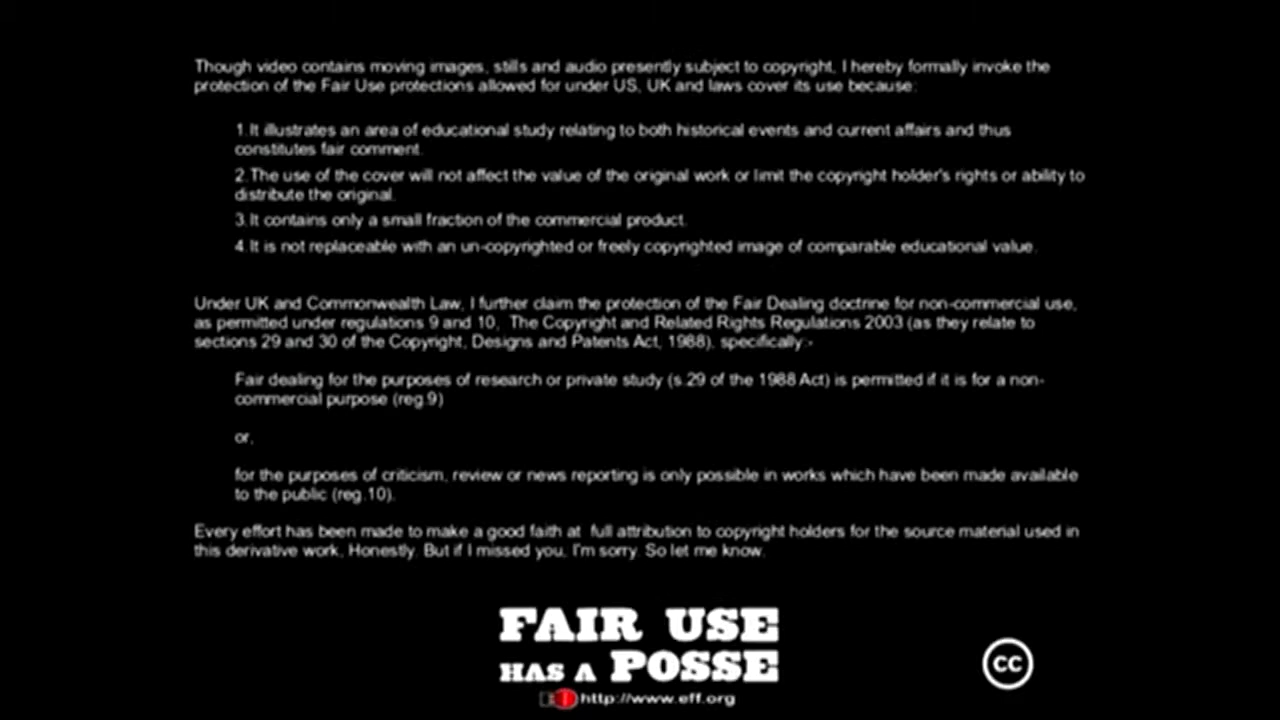 Though video contains moving images, stills and audio presently subject to copyright, I hereby formally invoke the
protection of the Fair Use protections allowed for under US, UK and laws cover its use because:
1.It illustrates an area of educational study relating to both historical events and current affairs and thus
constitutes fair comment.
2.The use of the cover will not affect the value of the original work or limit the copyright holder's rights or ability to
distribute the original.
3.It contains only a small fraction of the commercial product.
4.It is not replaceable with an un-copyrighted or freely copyrighted image of comparable educational value.
Under UK and Commonwealth Law, I further claim the protection of the Fair Dealing doctrine for non-commercial use,
as permitted under regulations 9 and 10, The Copyright and Related Rights Regulations 2003 (as they relate to
sections 29 and 30 of the Copyright, Designs and Patents Act, 1988), specifically:-
Fair dealing for the purposes of research or private study (s.29 of the 1988 Act) is permitted if it is for a non-
commercial purpose (reg.9)
or,
for the purposes of criticism, review or news reporting is only possible in works which have been made available
to the public (reg.10).
Every effort has been made to make a good faith at full attribution to copyright holders for the source material used in
this derivative work. Honestly. But if I missed you, I'm sorry. So let me know.
FAIR USE
HAS A POSSE
http://www.eff.org
cc